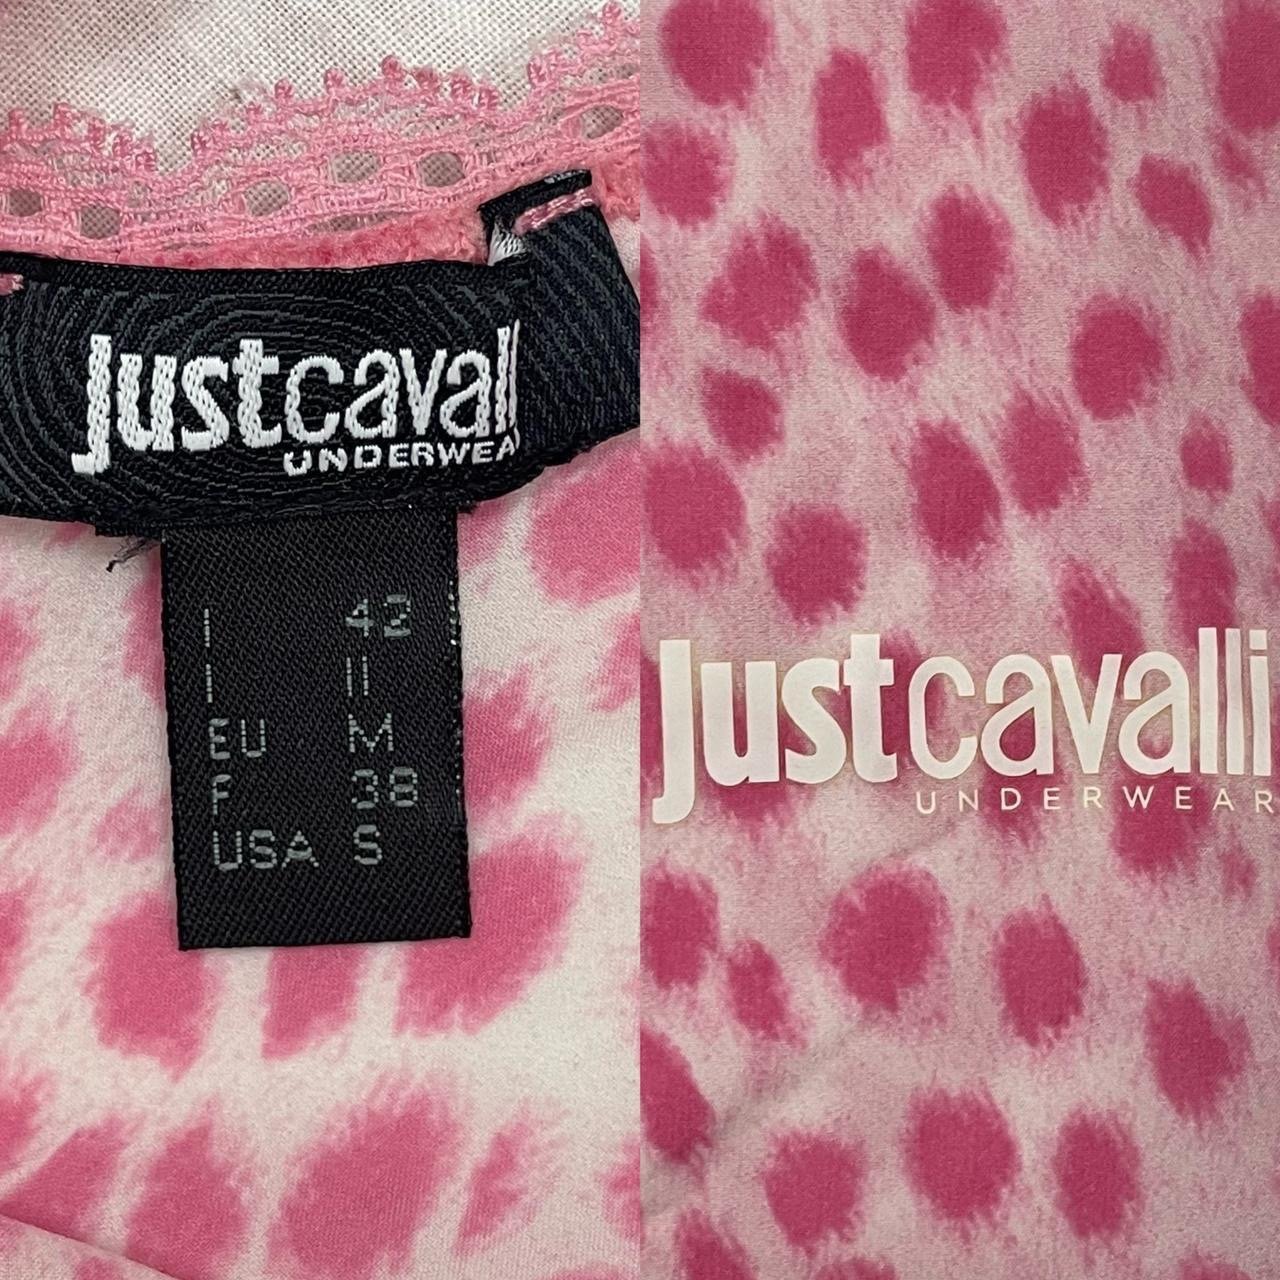 justcavalli
UNDERWEAR
I 42
I II
EU M
F 38
USA S
justcavalli
UNDERWEAR